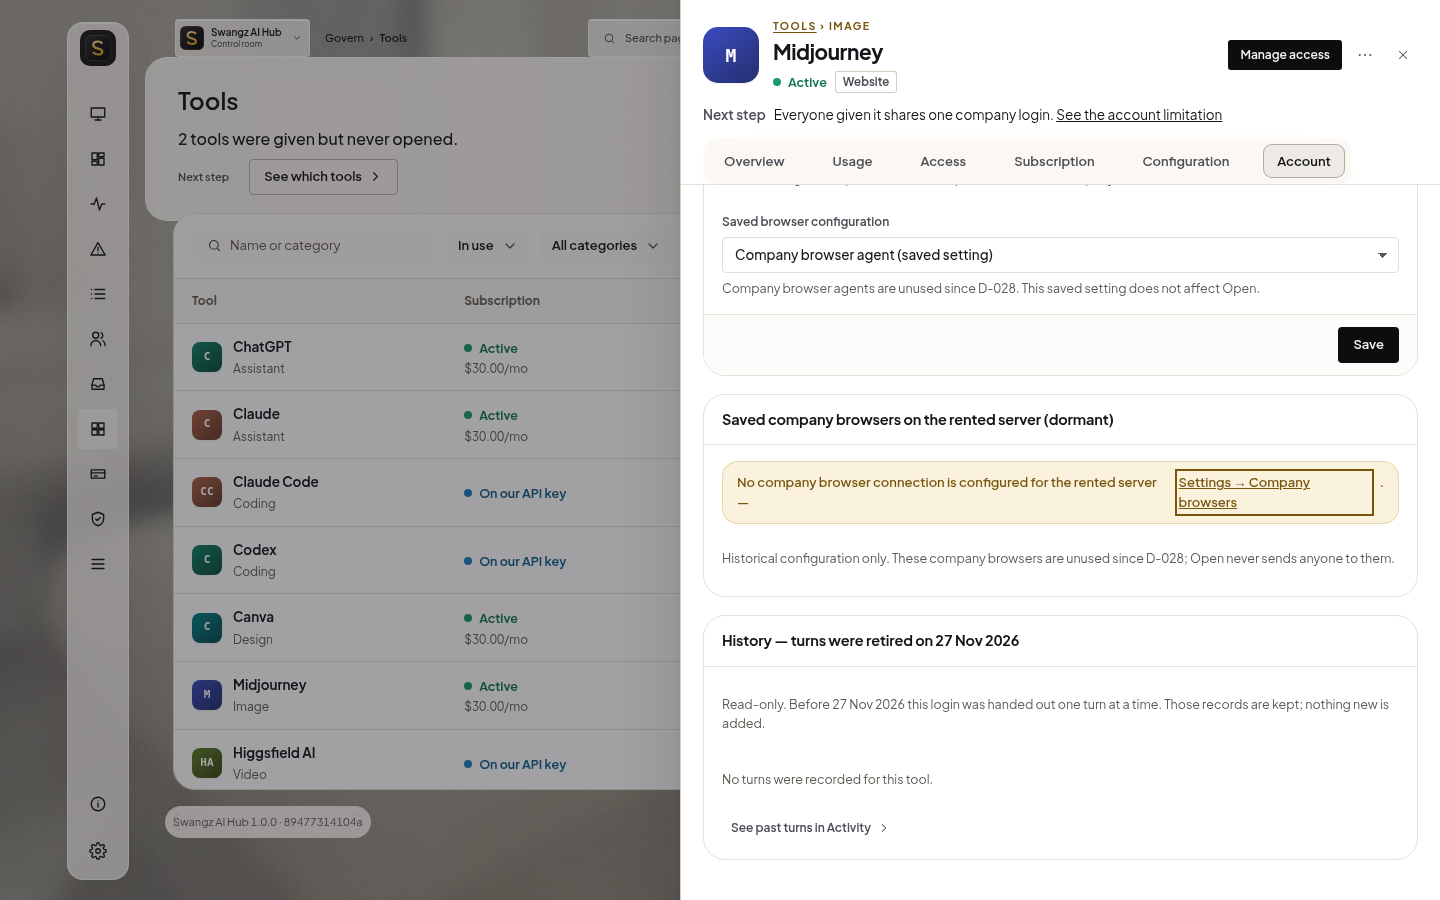 S
S
Swangz AI Hub
Control room
Govern › Tools
Search pag
Tools
2 tools were given but never opened.
Next step
See which tools
Name or category
In use
All categories
Tool
Subscription
C
ChatGPT
Assistant
Active
$30.00/mo
C
Claude
Assistant
Active
$30.00/mo
CC
Claude Code
Coding
On our API key
C
Codex
Coding
On our API key
C
Canva
Design
Active
$30.00/mo
M
Midjourney
Image
Active
$30.00/mo
HA
Higgsfield AI
Video
On our API key
Swangz AI Hub 1.0.0 · 89477314104a
M
TOOLS › IMAGE
Midjourney
Active
Website
Manage access
Next step Everyone given it shares one company login. See the account limitation
Overview
Usage
Access
Subscription
Configuration
Account
Saved browser configuration
Company browser agent (saved setting)
Company browser agents are unused since D-028. This saved setting does not affect Open.
Save
Saved company browsers on the rented server (dormant)
No company browser connection is configured for the rented server
—
Settings → Company
browsers
.
Historical configuration only. These company browsers are unused since D-028; Open never sends anyone to them.
History — turns were retired on 27 Nov 2026
Read-only. Before 27 Nov 2026 this login was handed out one turn at a time. Those records are kept; nothing new is
added.
No turns were recorded for this tool.
See past turns in Activity